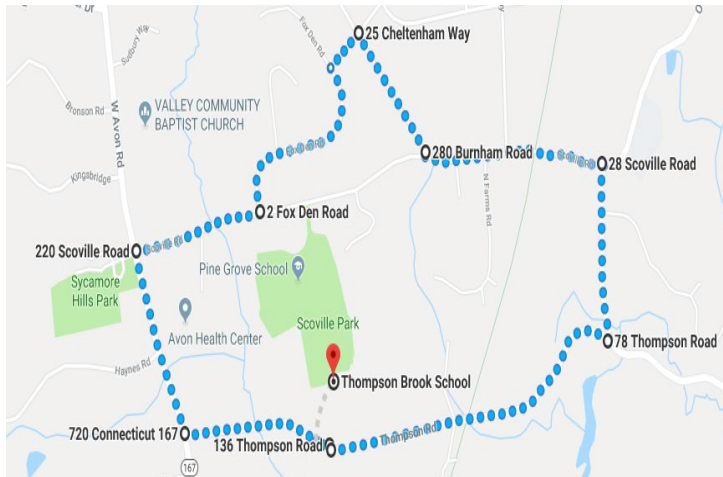 Fox Den Rd
25 Cheltenham Way
Sudbury Way
W Avon Rd
VALLEY COMMUNITY
BAPTIST CHURCH
Bronson Rd
280 Burnham Road
28 Scoville Road
Kingsbridge
N Farms Rd
2 Fox Den Road
220 Scoville Road
Sycamore
Hills Park
Pine Grove School
Scoville Park
Avon Health Center
78 Thompson Road
Haynes Rd
Thompson Brook School
720 Connecticut 167
136 Thompson Road
Thompson Rd
167